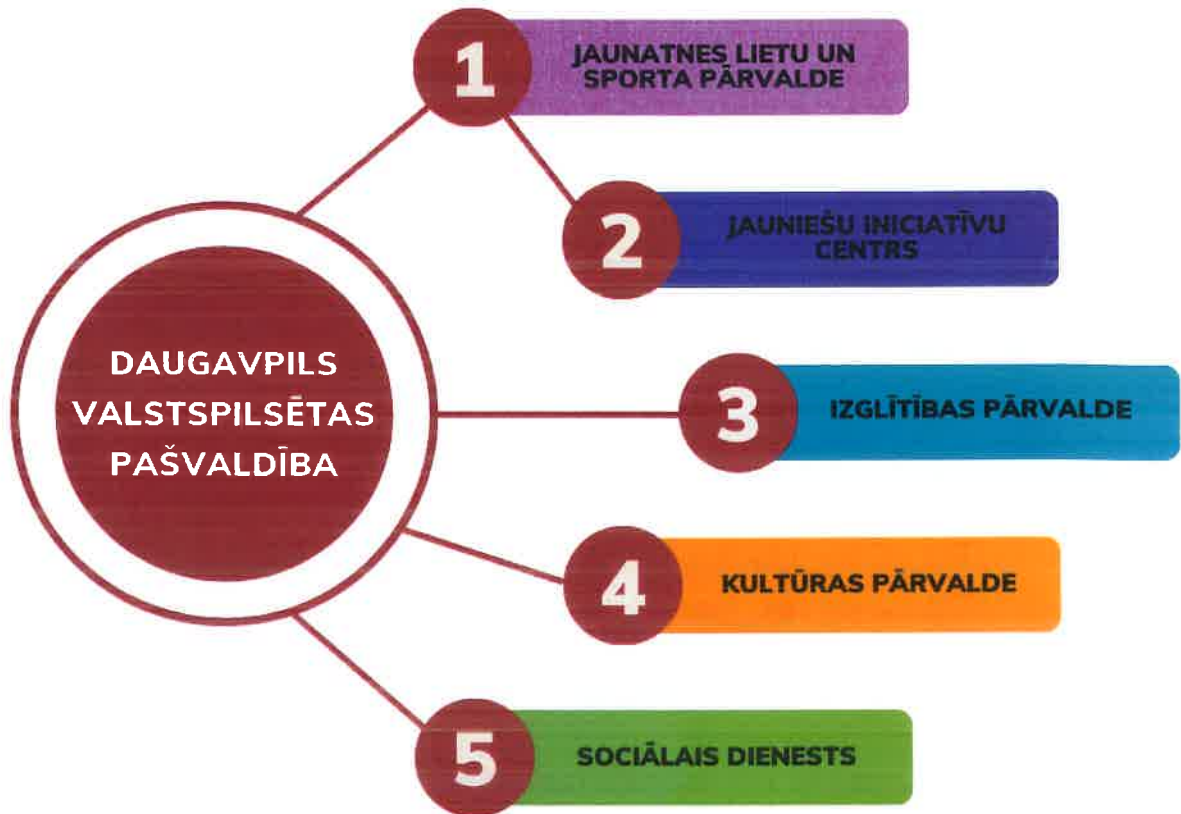 1
JAUNATNES LIETU UN
SPORTA PĀRVALDE
2
JAUNIEŠU INICIATĪVU
CENTRS
DAUGAVPILS
VALSTSPILSĒTAS
PAŠVALDĪBA
3
IZGLĪTĪBAS PĀRVALDE
4
KULTŪRAS PĀRVALDE
5
SOCIĀLAIS DIENESTS